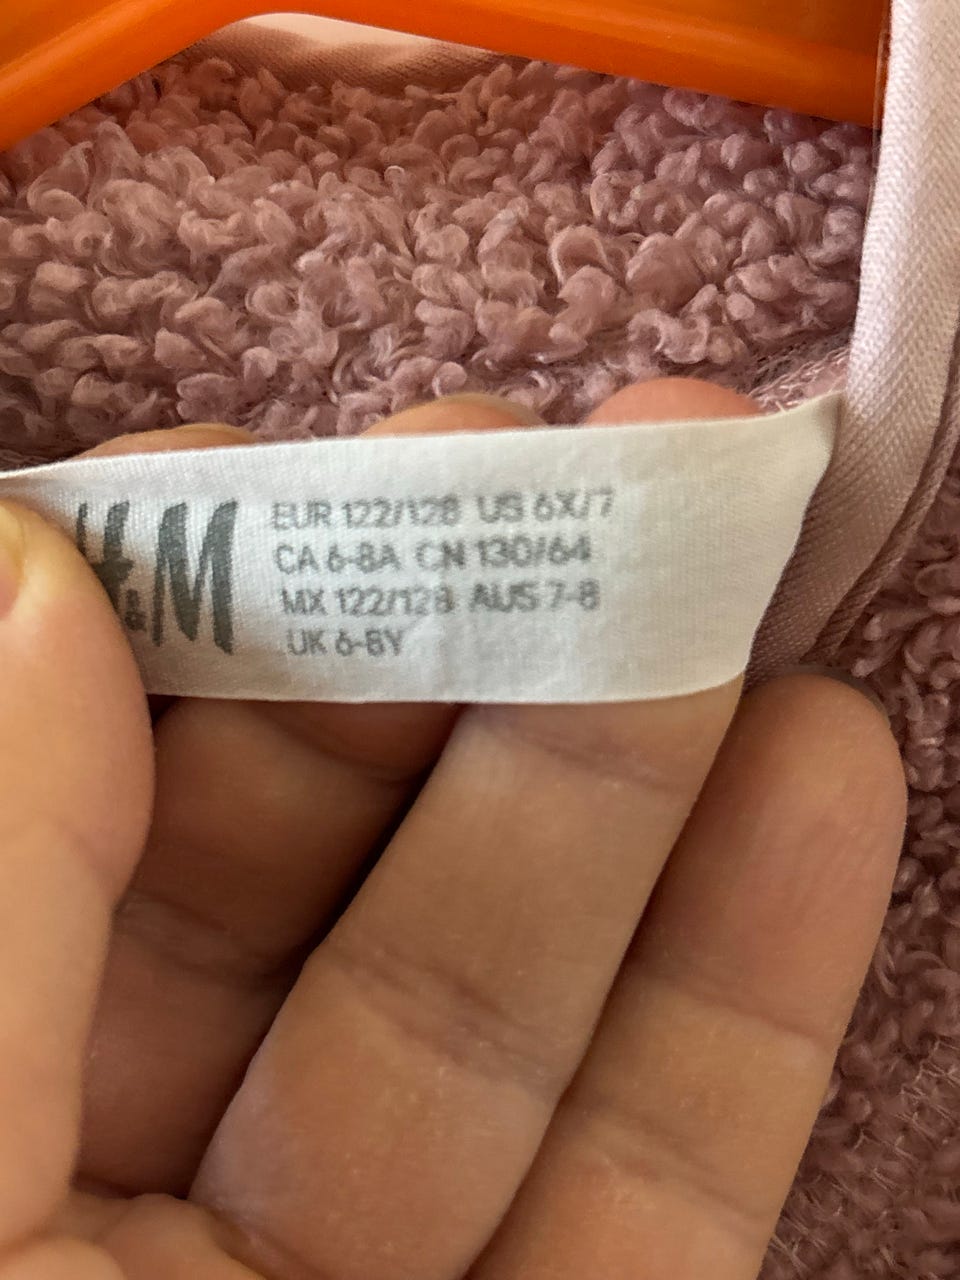 H&M
EUR 122/128 US 6X/7
CA 6-8A CN 130/64
MX 122/128 AUS 7-8
UK 6-8Y